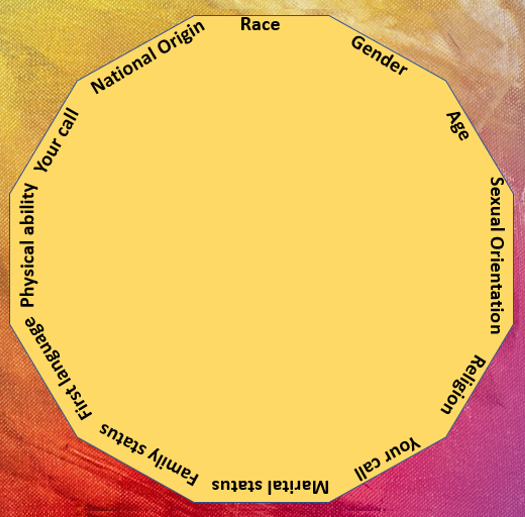 Race
Gender
Age
Sexual Orientation
Religion
Your call
Marital status
Family status
First language
Physical ability
Your call
National Origin